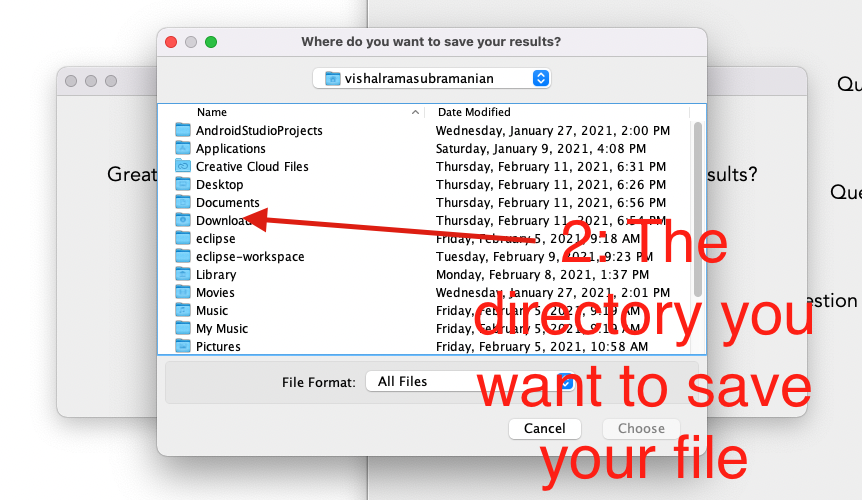 Where do you want to save your results?
vishalramasubramanian
Qu
Name Date Modified
AndroidStudioProjects Wednesday, January 27, 2021, 2:00 PM
Applications Saturday, January 9, 2021, 4:08 PM
Creative Cloud Files Thursday, February 11, 2021, 6:31 PM
Great sults?
Desktop Thursday, February 11, 2021, 6:26 PM
Que
Documents Thursday, February 11, 2021, 6:56 PM
Downloa Thursday, February 11, 2021, 6:54 PM
eclipse Friday, February 5, 2021, 9:18 AM
eclipse-workspace Tuesday, February 9, 2021, 9:23 PM
Library Monday, February 8, 2021, 1:37 PM
Movies Wednesday, January 27, 2021, 2:01 PM
estion
Music Friday, February 5, 2021, 9:19 AM
My Music Friday, February 5, 2021, 9:19 AM
Pictures Friday, February 5, 2021, 10:58 AM
File Format: All Files
Cancel Choose
2: The
directory you
want to save
your file